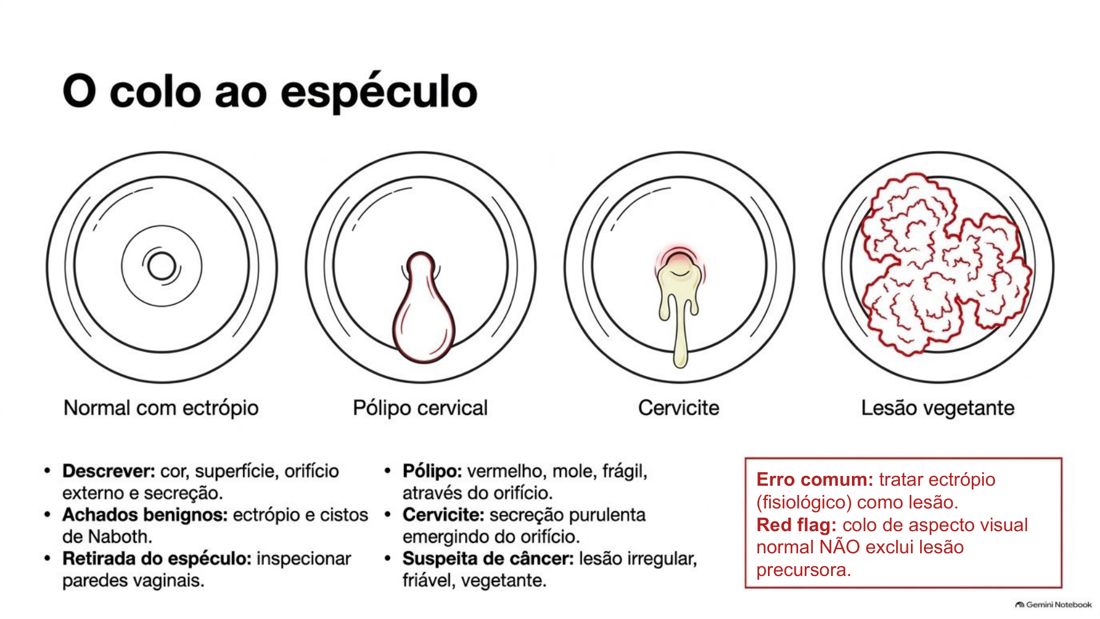 O colo ao espéculo
Normal com ectrópio
Pólipo cervical
Cervicite
Lesão vegetante
• Descrever: cor, superfície, orifício
externo e secreção.
• Achados benignos: ectrópio e cistos
de Naboth.
• Retirada do espéculo: inspecionar
paredes vaginais.
• Pólipo: vermelho, mole, frágil,
através do orifício.
• Cervicite: secreção purulenta
emergindo do orifício.
• Suspeita de câncer: lesão irregular,
friável, vegetante.
Erro comum: tratar ectrópio
(fisiológico) como lesão.
Red flag: colo de aspecto visual
normal NÃO exclui lesão
precursora.
Gemini Notebook